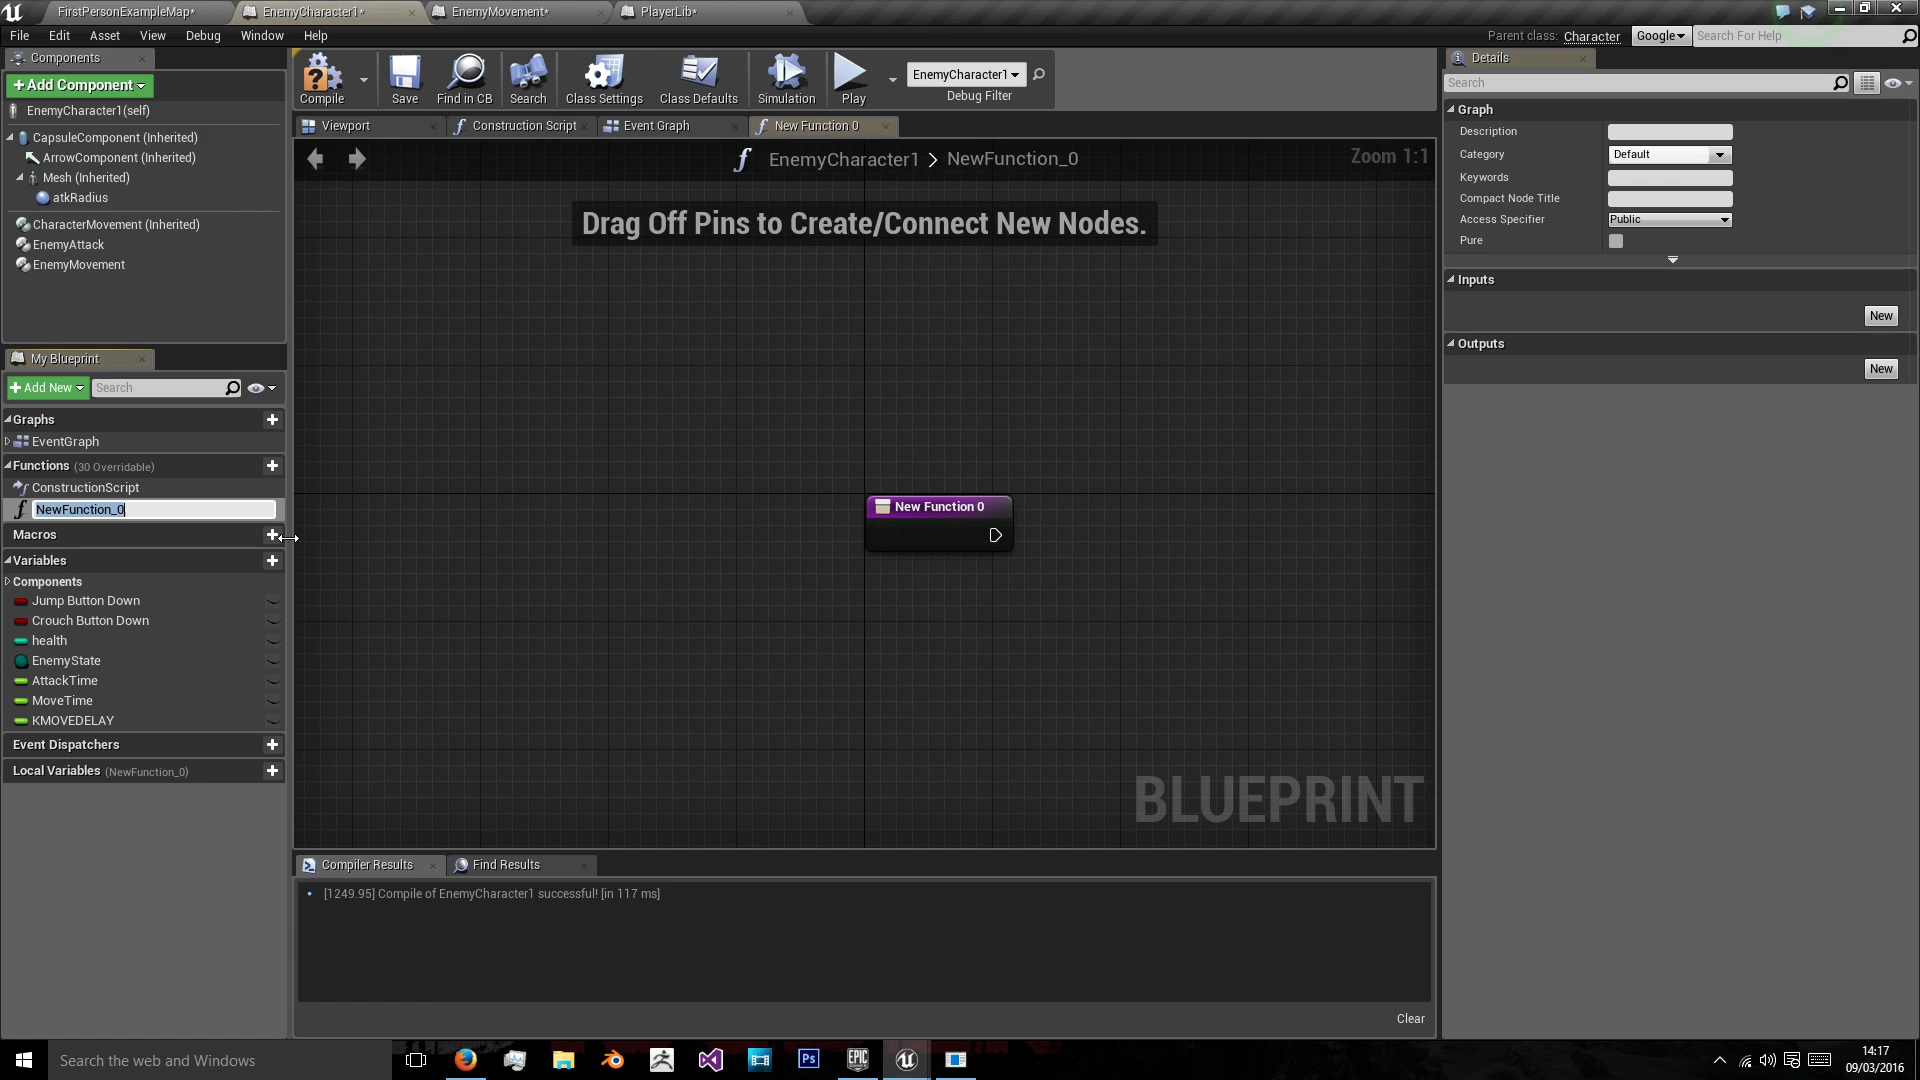 FirstPersonExampleMap*
EnemyCharacter1*
EnemyMovement*
PlayerLib*
File Edit Asset View Debug Window Help
Parent class: Character Google Search For Help
Components
+Add Component
EnemyCharacter1(self)
CapsuleComponent (Inherited)
ArrowComponent (Inherited)
Mesh (Inherited)
atkRadius
CharacterMovement (Inherited)
EnemyAttack
EnemyMovement
My Blueprint
+Add New Search
Graphs
EventGraph
Functions (30 Overridable)
ConstructionScript
NewFunction_0
Macros
Variables
Components
Jump Button Down
Crouch Button Down
health
EnemyState
AttackTime
MoveTime
KMOVEDELAY
Event Dispatchers
Local Variables (NewFunction_0)
Compile Save Find in CB Search Class Settings Class Defaults Simulation Play
EnemyCharacter1
Debug Filter
Viewport Construction Script Event Graph New Function 0
EnemyCharacter1 > NewFunction_0
Zoom 1:1
Drag Off Pins to Create/Connect New Nodes.
New Function 0
BLUEPRINT
Compiler Results Find Results
[1249.95] Compile of EnemyCharacter1 successful! [in 117 ms]
Clear
Details
Search
Graph
Description
Category Default
Keywords
Compact Node Title
Access Specifier Public
Pure
Inputs
New
Outputs
New
Search the web and Windows
Ps
EPIC
14:17
09/03/2016